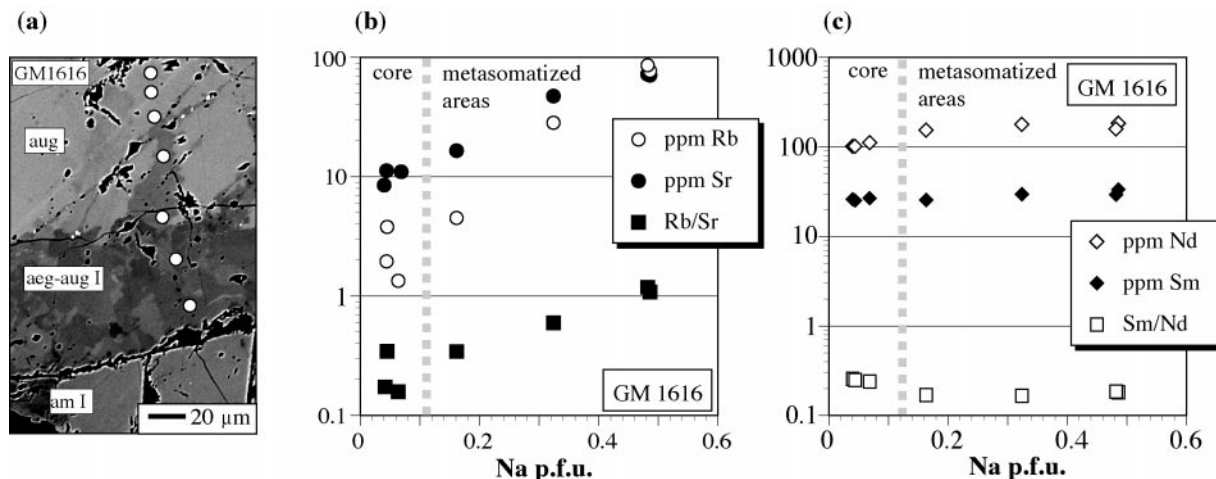 (a)
GM1616
aug
aeg-aug I
am I
20 µm
(b)
100
10
1
0.1
core
metasomatized
areas
ppm Rb
ppm Sr
Rb/Sr
GM 1616
0
0.2
0.4
0.6
Na p.f.u.
(c)
1000
100
10
1
0.1
core
metasomatized
areas
GM 1616
ppm Nd
ppm Sm
Sm/Nd
0
0.2
0.4
0.6
Na p.f.u.